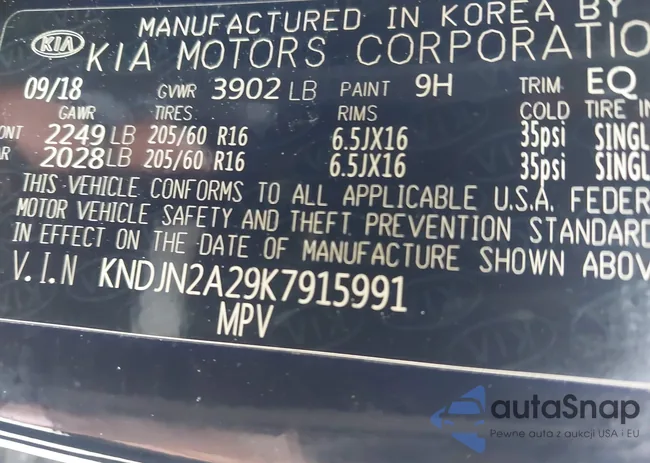 MANUFACTURED IN KOREA BY
KIA KIA MOTORS CORPORATIO
09/18 GVWR 3902 LB PAINT 9H TRIM EQ
GAWR TIRES RIMS COLD TIRE IN
ONT 2249 LB 205/60 R16 6.5JX16 35psi SINGL
AR 2028 LB 205/60 R16 6.5JX16 35psi SINGL
THIS VEHICLE CONFORMS TO ALL APPLICABLE U.S.A. FEDER
MOTOR VEHICLE SAFETY AND THEFT PREVENTION STANDARD
IN EFFECT ON THE DATE OF MANUFACTURE SHOWN ABOV
V.I.N KNDJN2A29K7915991
MPV
autoSnap
Pewne auta z aukcji USA i EU